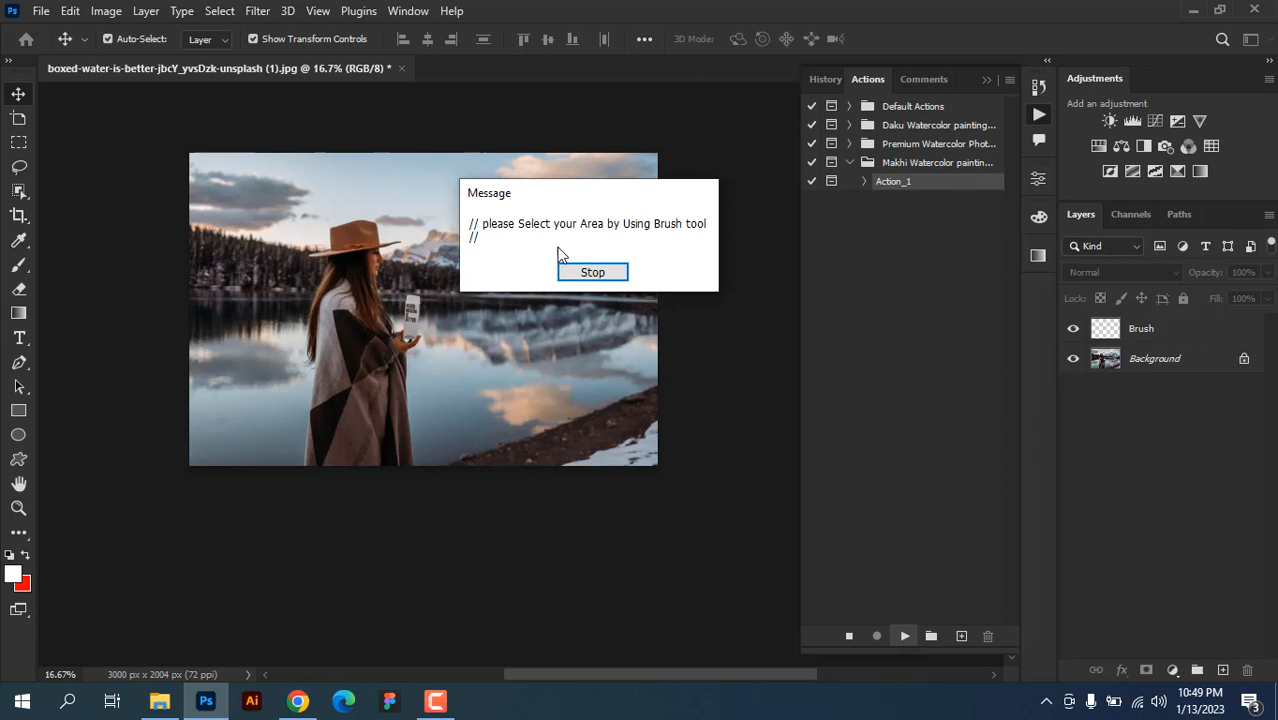 Ps File Edit Image Layer Type Select Filter 3D View Plugins Window Help
Auto-Select: Layer Show Transform Controls 3D Mode:
boxed-water-is-better-jbcY_yvsDzk-unsplash (1).jpg @ 16.7% (RGB/8) *
History Actions Comments
Default Actions
Daku Watercolor painting...
Premium Watercolor Phot...
Makhi Watercolor paintin...
Action_1
Adjustments
Add an adjustment
Layers Channels Paths
Kind
Normal Opacity: 100%
Lock: Fill: 100%
Brush
Background
Message
// please Select your Area by Using Brush tool
//
Stop
16.67% 3000 px x 2004 px (72 ppi)
Ps Ai
10:49 PM
1/13/2023
3